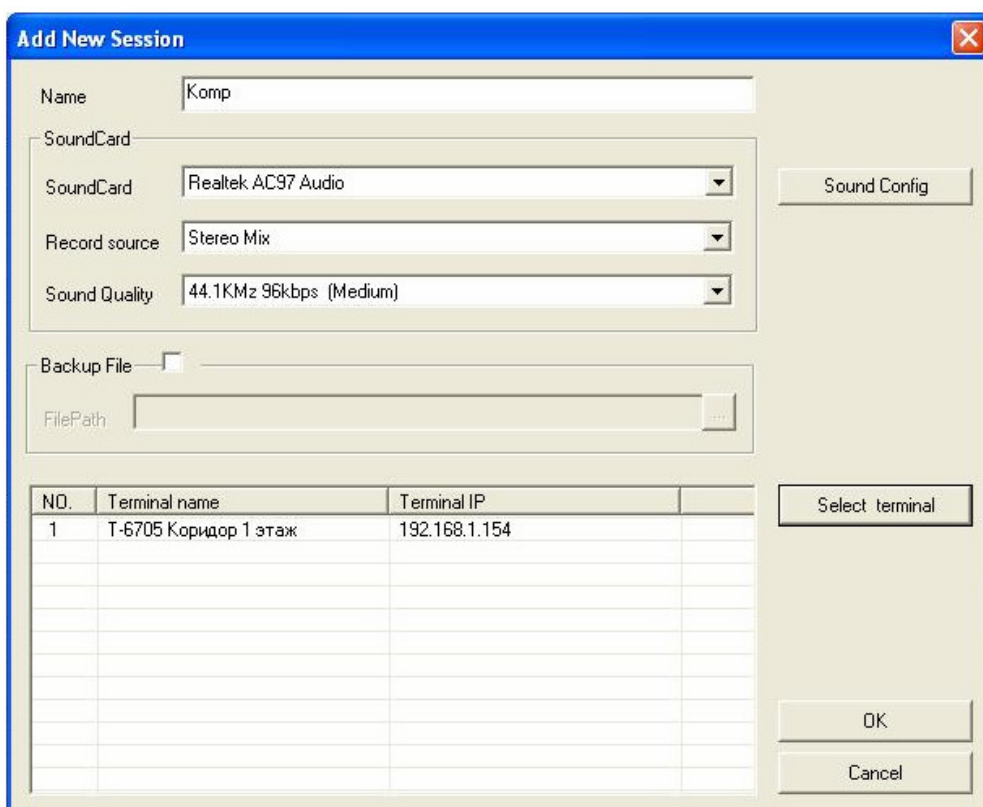 Add New Session
Name Komp
SoundCard
SoundCard Realtek AC97 Audio
Sound Config
Record source Stereo Mix
Sound Quality 44.1KMz 96kbps (Medium)
Backup File
FilePath ...
NO. Terminal name Terminal IP
Select terminal
1 T-6705 Коридор 1 этаж 192.168.1.154
OK
Cancel